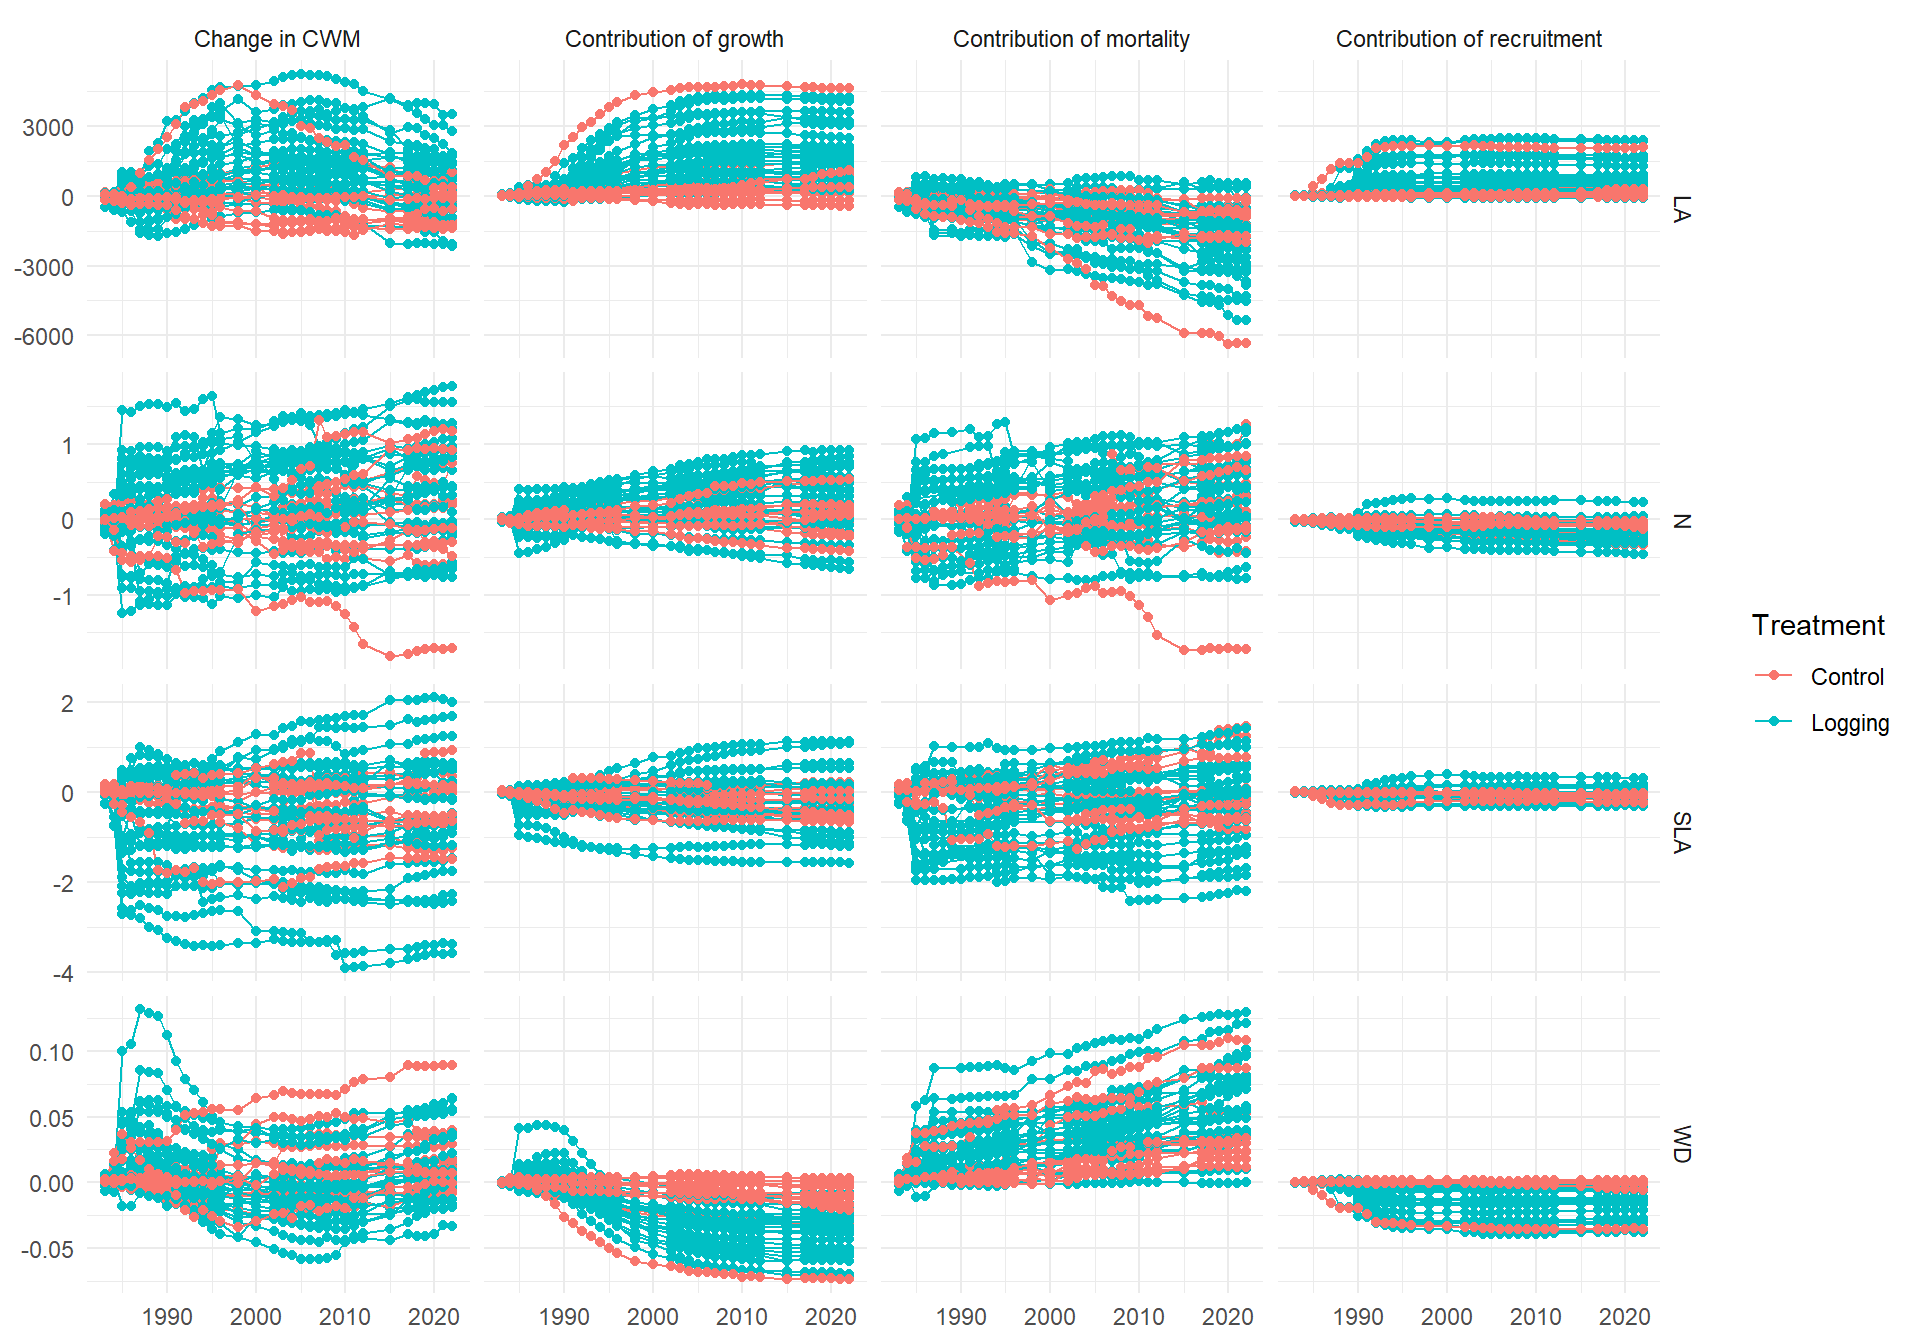 Change in CWM
Contribution of growth
Contribution of mortality
Contribution of recruitment
3000
0
-3000
-6000
LA
1
0
-1
N
2
0
-2
-4
SLA
0.10
0.05
0.00
-0.05
WD
1990 2000 2010 2020
1990 2000 2010 2020
1990 2000 2010 2020
1990 2000 2010 2020
Treatment
Control
Logging